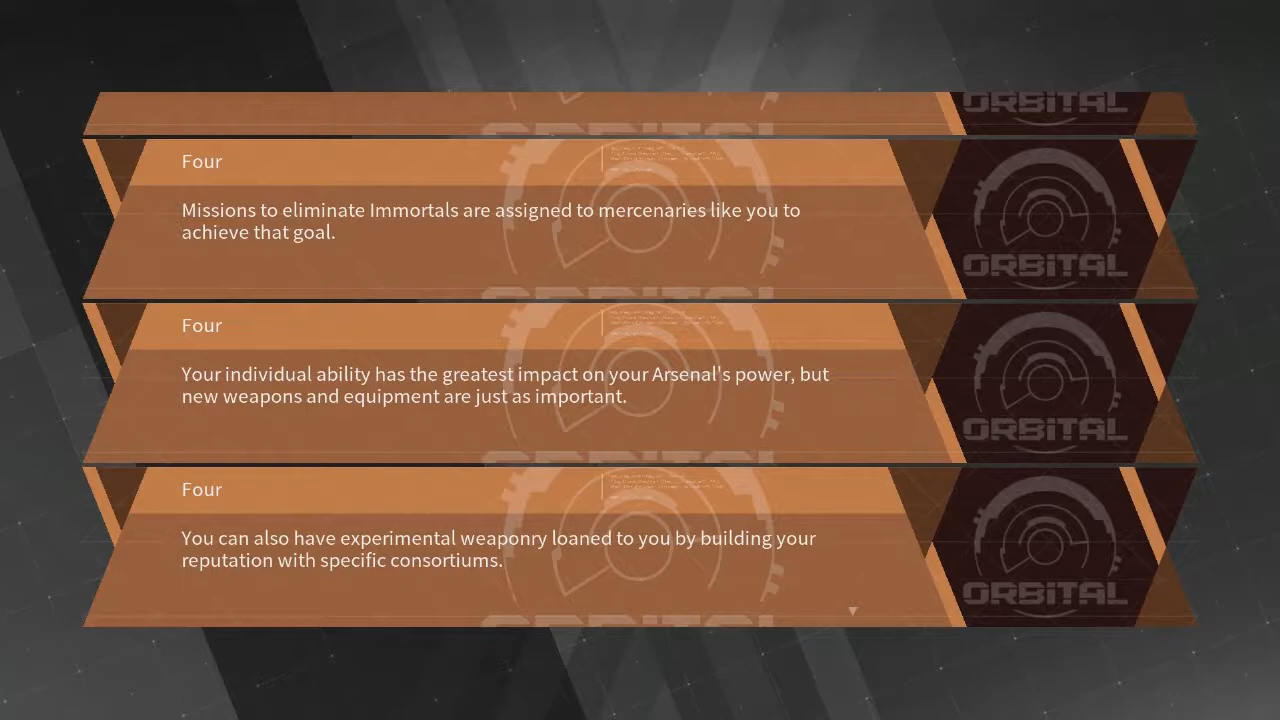 ORBITAL
Four
Missions to eliminate Immortals are assigned to mercenaries like you to
achieve that goal.
ORBITAL
Four
Your individual ability has the greatest impact on your Arsenal's power, but
new weapons and equipment are just as important.
ORBITAL
Four
You can also have experimental weaponry loaned to you by building your
reputation with specific consortiums.
ORBITAL